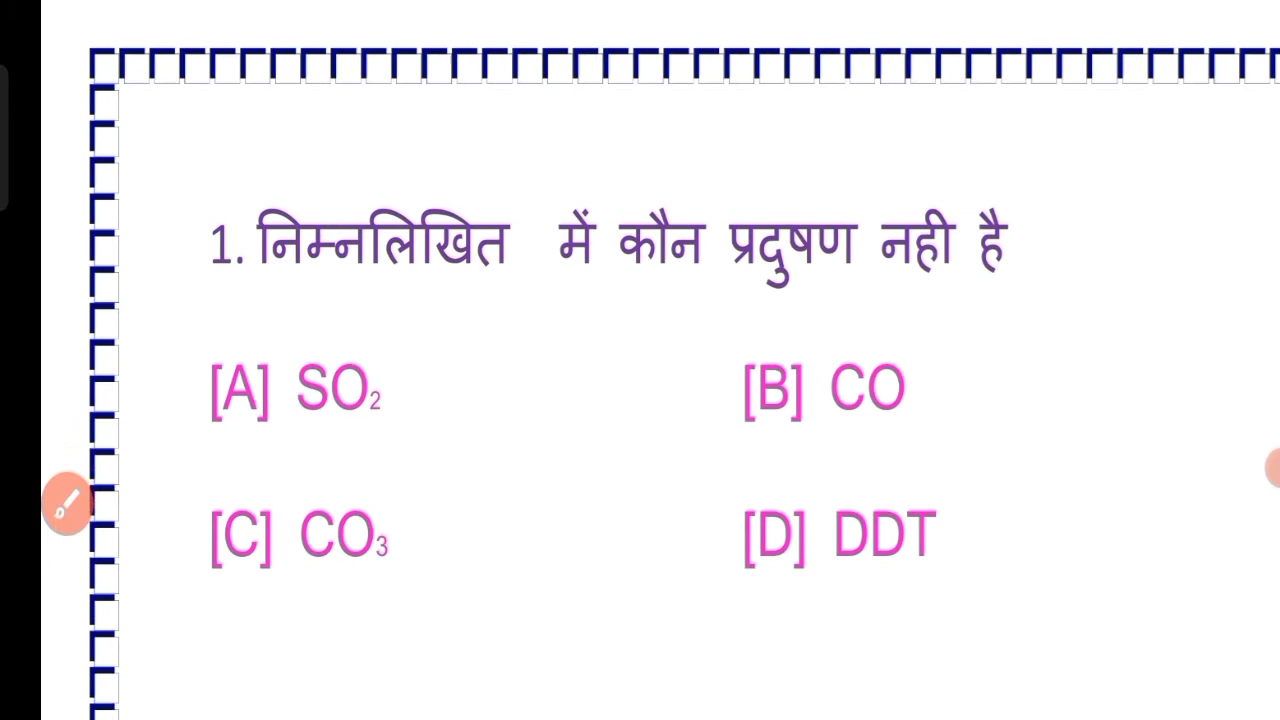 1. निम्नलिखित में कौन प्रदुषण नही है
[A] SO₂ [B] CO
[C] CO₃ [D] DDT